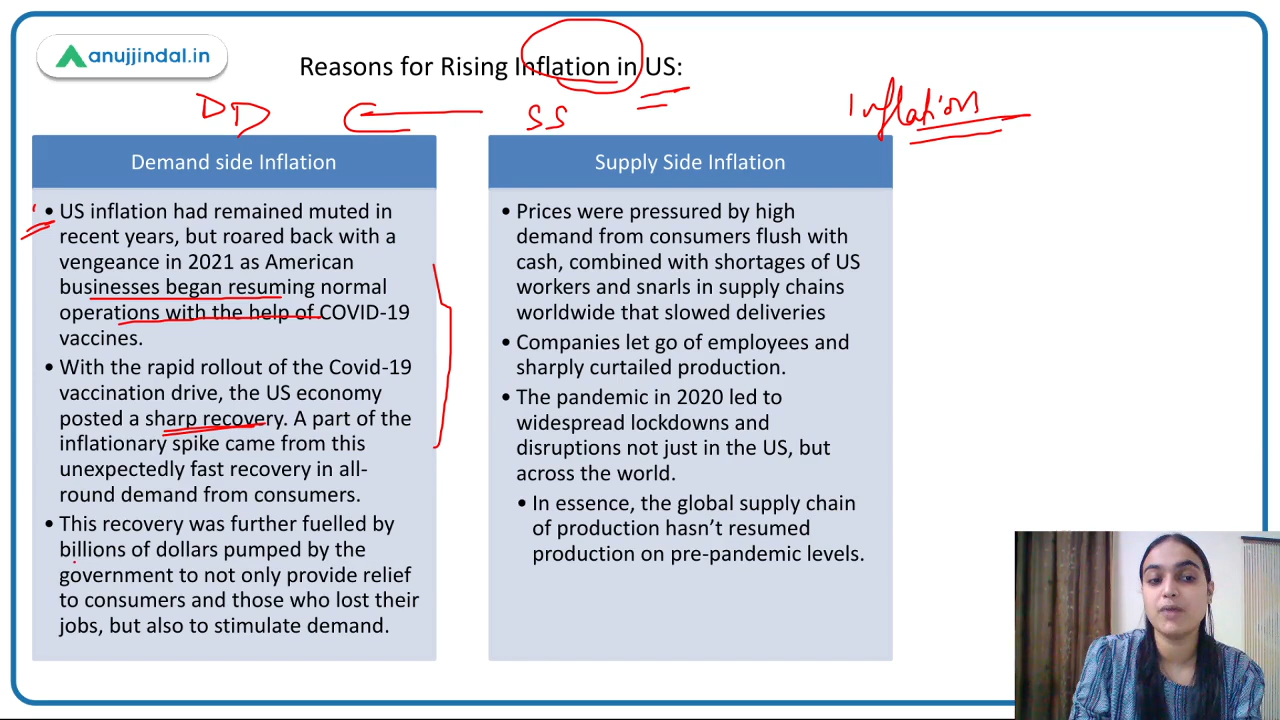 anujjindal.in
Reasons for Rising Inflation in US:
DD
SS
Inflation
Demand side Inflation
• US inflation had remained muted in
recent years, but roared back with a
vengeance in 2021 as American
businesses began resuming normal
operations with the help of COVID-19
vaccines.
• With the rapid rollout of the Covid-19
vaccination drive, the US economy
posted a sharp recovery. A part of the
inflationary spike came from this
unexpectedly fast recovery in all-
round demand from consumers.
• This recovery was further fuelled by
billions of dollars pumped by the
government to not only provide relief
to consumers and those who lost their
jobs, but also to stimulate demand.
Supply Side Inflation
• Prices were pressured by high
demand from consumers flush with
cash, combined with shortages of US
workers and snarls in supply chains
worldwide that slowed deliveries
• Companies let go of employees and
sharply curtailed production.
• The pandemic in 2020 led to
widespread lockdowns and
disruptions not just in the US, but
across the world.
• In essence, the global supply chain
of production hasn't resumed
production on pre-pandemic levels.